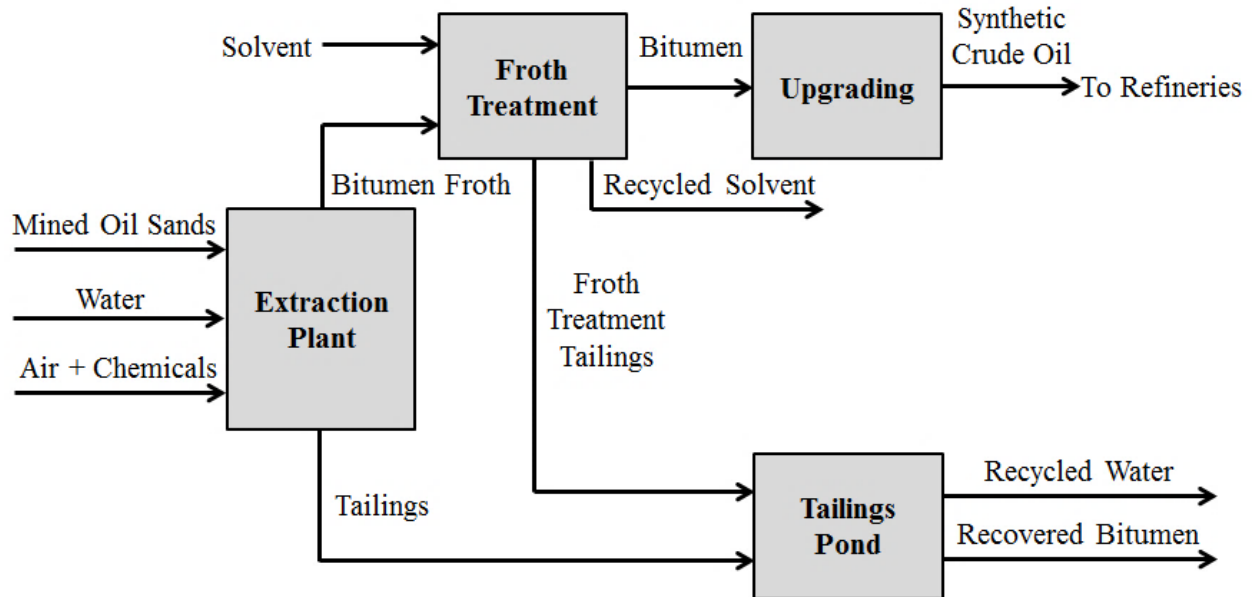 Solvent
Froth
Treatment
Bitumen
Upgrading
Synthetic
Crude Oil
To Refineries
Bitumen Froth
Recycled Solvent
Mined Oil Sands
Water
Air + Chemicals
Extraction
Plant
Froth
Treatment
Tailings
Tailings
Tailings
Pond
Recycled Water
Recovered Bitumen